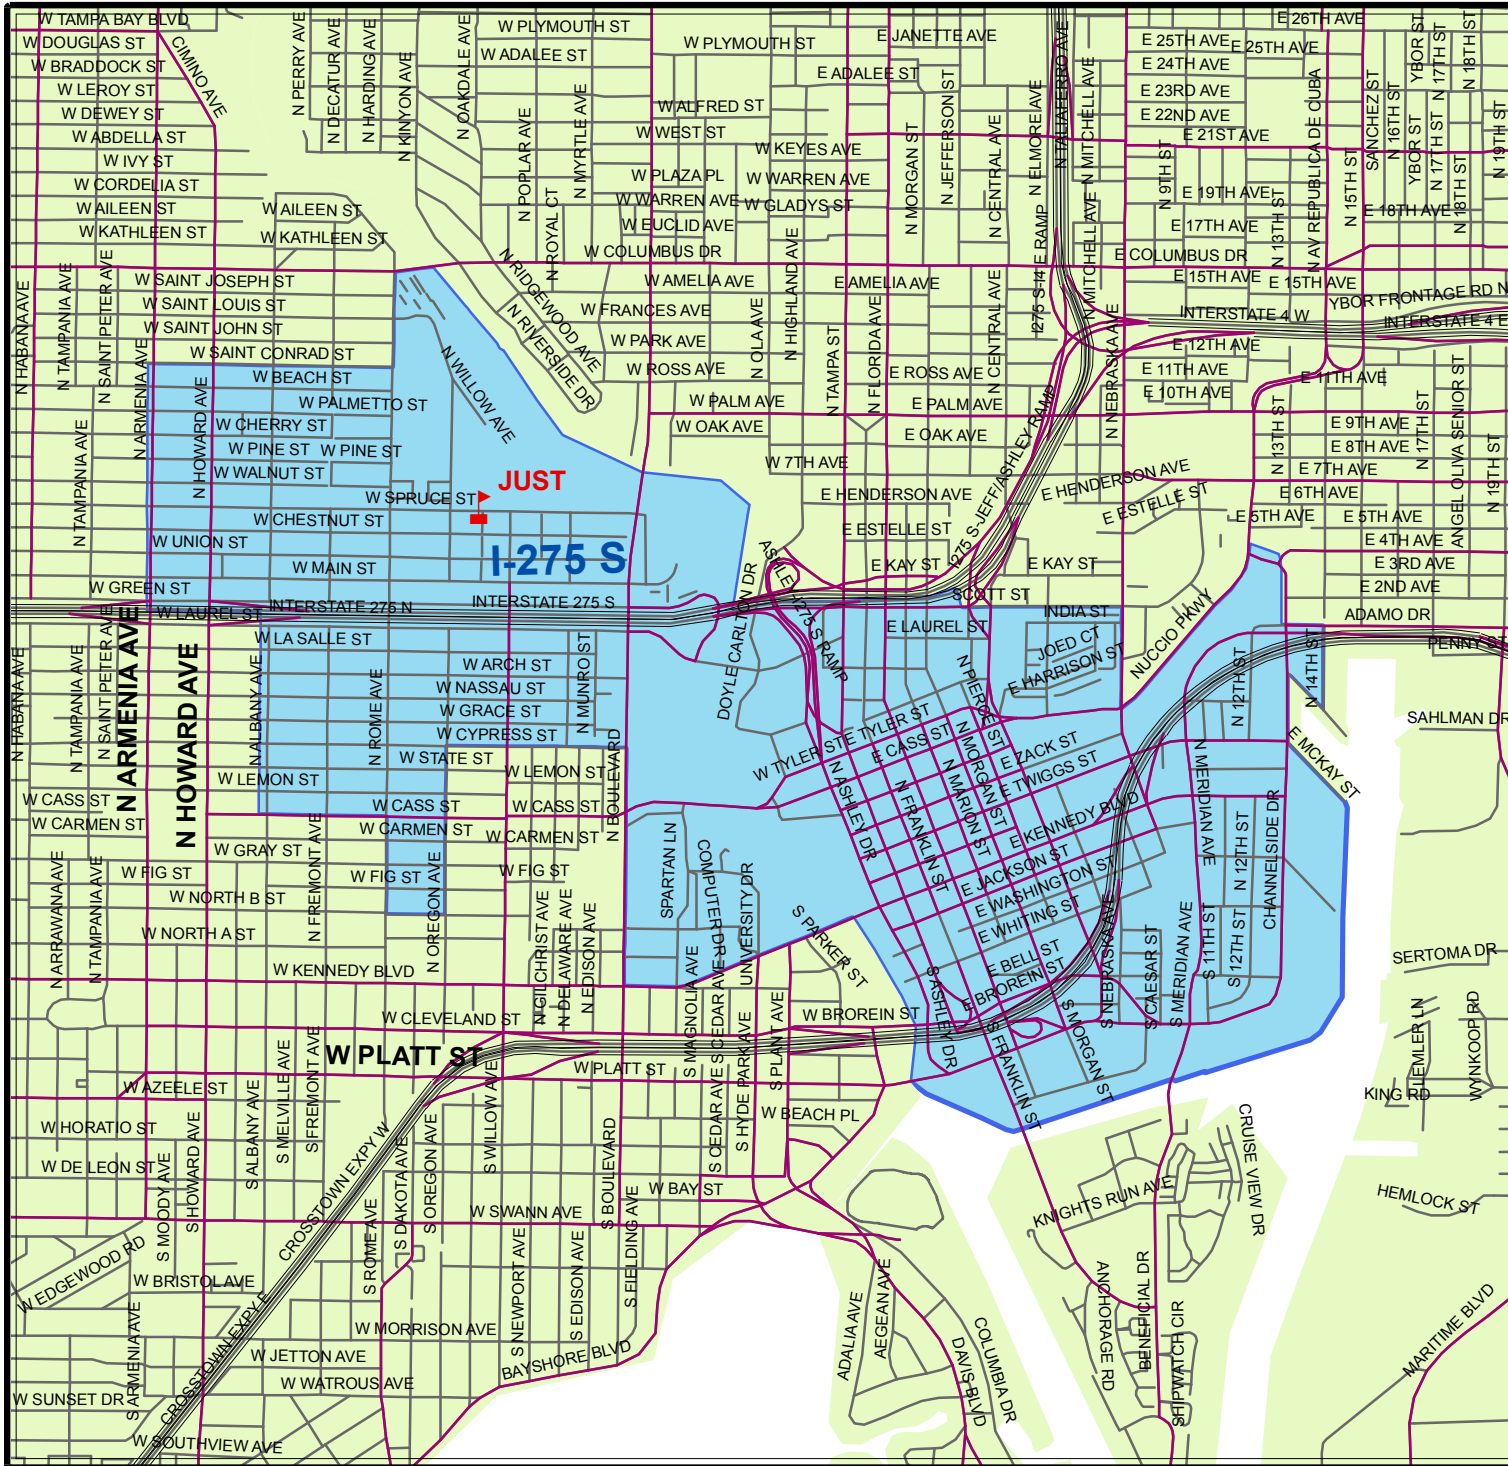 W TAMPA BAY BLVD
W DOUGLAS ST
W BRADDOCK ST
W LEROY ST
W DEWEY ST
W ABDELLA ST
W IVY ST
W CORDELIA ST
W AILEEN ST
W KATHLEEN ST
CIMINO AVE
N PERRY AVE
N DECATUR AVE
N HARDING AVE
N KINYON AVE
N OAKDALE AVE
W AILEEN ST
W KATHLEEN ST
W PLYMOUTH ST
W ADALEE ST
N POPLAR AVE
N ROYAL CT
N MYRTLE AVE
W PLYMOUTH ST
W ALFRED ST
W WEST ST
W KEYES AVE
W PLAZA PL
W WARREN AVE
W WARREN AVE
W GLADYS ST
W EUCLID AVE
W COLUMBUS DR
E JANETTE AVE
E ADALEE ST
N MORGAN ST
N JEFFERSON ST
N CENTRAL AVE
N ELMORE AVE
N TALIAFERRO AVE
N MITCHELL AVE
E 26TH AVE
E 25TH AVE
E 25TH AVE
E 24TH AVE
E 23RD AVE
E 22ND AVE
E 21ST AVE
E 19TH AVE
E 17TH AVE
E 18TH AVE
E COLUMBUS DR
E 15TH AVE
E 15TH AVE
N 9TH ST
N 13TH ST
N AV REPUBLICA DE CUBA
N 15TH ST
SANCHEZ ST
N 16TH ST
YBOR ST
YBOR ST
N 17TH ST
N 17TH ST
N 18TH ST
N 18TH ST
N 19TH ST
YBOR FRONTAGE RD N
INTERSTATE 4 W
INTERSTATE 4 E
E 12TH AVE
E 11TH AVE
E 10TH AVE
E 11TH AVE
E 9TH AVE
E 8TH AVE
E 7TH AVE
E 6TH AVE
E 5TH AVE
E 5TH AVE
E 4TH AVE
E 3RD AVE
E 2ND AVE
ADAMO DR
PENNY ST
N 13TH ST
N 17TH ST
ANGEL OLIVA SENIOR ST
N 19TH ST
N HABANA AVE
N TAMPANIA AVE
SAINT PETER AVE
N ARMENIA AVE
N HOWARD AVE
W SAINT JOSEPH ST
W SAINT LOUIS ST
W SAINT JOHN ST
W SAINT CONRAD ST
W BEACH ST
W PALMETTO ST
W CHERRY ST
W PINE ST
W PINE ST
W WALNUT ST
W SPRUCE ST
JUST
W CHESTNUT ST
W UNION ST
W MAIN ST
W GREEN ST
N TAMPANIA AVE
N WILLOW AVE
N RIDGEWOOD AVE
N RIVERSIDE DR
W AMELIA AVE
W FRANCES AVE
W PARK AVE
W ROSS AVE
W PALM AVE
W OAK AVE
W 7TH AVE
N OLA AVE
N HIGHLAND AVE
N TAMPA ST
N FLORIDA AVE
E AMELIA AVE
E ROSS AVE
E PALM AVE
E OAK AVE
E HENDERSON AVE
E ESTELLE ST
E KAY ST
N CENTRAL AVE
I275 S-I4 E RAMP
N MITCHELL AVE
N MITCHELL AVE
N NEBRASKA AVE
I275 S-JEFF/ASHLEY RAMP
E HENDERSON AVE
E ESTELLE ST
E KAY ST
I-275 S
INTERSTATE 275 N
INTERSTATE 275 S
W LAUREL ST
W LA SALLE ST
W ARCH ST
W NASSAU ST
W GRACE ST
W CYPRESS ST
W STATE ST
W LEMON ST
W LEMON ST
W CASS ST
W CASS ST
W CASS ST
W CARMEN ST
W CARMEN ST
W CARMEN ST
W GRAY ST
W FIG ST
W FIG ST
W FIG ST
W NORTH B ST
W NORTH A ST
W KENNEDY BLVD
W CLEVELAND ST
N HABANA AVE
N TAMPANIA AVE
N SAINT PETER AVE
N ARMENIA AVE
N HOWARD AVE
N ALBANY AVE
N ROME AVE
N MUNRO ST
N BOULEVARD
N FREMONT AVE
N OREGON AVE
N ARRAWANA AVE
N TAMPANIA AVE
N GILCHRIST AVE
N DELAWARE AVE
N EDISON AVE
SPARTAN LN
COMPUTER DR
UNIVERSITY DR
DOYLE CARLTON DR
ASHLEY-I275 S RAMP
SCOTT ST
INDIA ST
E LAUREL ST
JOED CT
E HARRISON ST
NUCCIO PKWY
N PIERCE ST
W TYLER ST
E TYLER ST
E CASS ST
E ZACK ST
E TWIGGS ST
E KENNEDY BLVD
E JACKSON ST
E WASHINGTON ST
E WHITING ST
E BELL ST
E BROREIN ST
N ASHLEY DR
N FRANKLIN ST
N MARION ST
N MORGAN ST
N 12TH ST
N 14TH ST
N MERIDIAN AVE
N 12TH ST
CHANNELSIDE DR
E MCKAY ST
S 11TH ST
S 12TH ST
S MERIDIAN AVE
S CAESAR ST
S NEBRASKA AVE
S ASHLEY DR
S FRANKLIN ST
S MORGAN ST
SAHLMAN DR
SERTOMA DR
WYNKOOP RD
KING RD
HEMLOCK ST
MARITIME BLVD
S PARKER ST
W BROREIN ST
W PLATT ST
W PLATT ST
W AZEELE ST
W HORATIO ST
W DE LEON ST
W BEACH PL
W BAY ST
W SWANN AVE
S MAGNOLIA AVE
S CEDAR AVE
S CEDAR AVE
S HYDE PARK AVE
S PLANT AVE
S BOULEVARD
S FIELDING AVE
S WILLOW AVE
S OREGON AVE
S DAKOTA AVE
S ROME AVE
S FREMONT AVE
S MELVILLE AVE
S ALBANY AVE
S HOWARD AVE
S MOODY AVE
CROSSTOWN EXPY W
CROSSTOWN EXPY E
W EDGEWOOD RD
W BRISTOL AVE
W MORRISON AVE
W JETTON AVE
W WATROUS AVE
W SUNSET DR
W SOUTHVIEW AVE
S ARMENIA AVE
S NEWPORT AVE
S EDISON AVE
BAYSHORE BLVD
ADALIA AVE
AEGEAN AVE
DAVIS BLVD
COLUMBIA DR
KNIGHTS RUN AVE
CRUISE VIEW DR
ANCHORAGE RD
BENEFICIAL DR
SHIPWATCH CIR